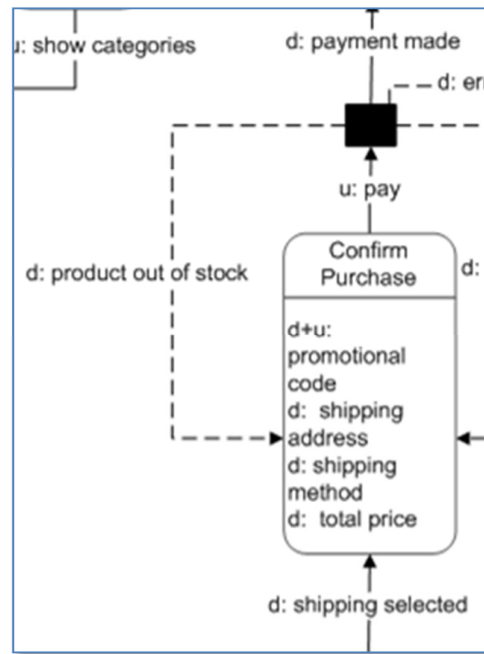 u: show categories
d: payment made
d:
u: pay
Confirm
Purchase
d: product out of stock
d:
d+u:
promotional
code
d: shipping
address
d: shipping
method
d: total price
d: shipping selected